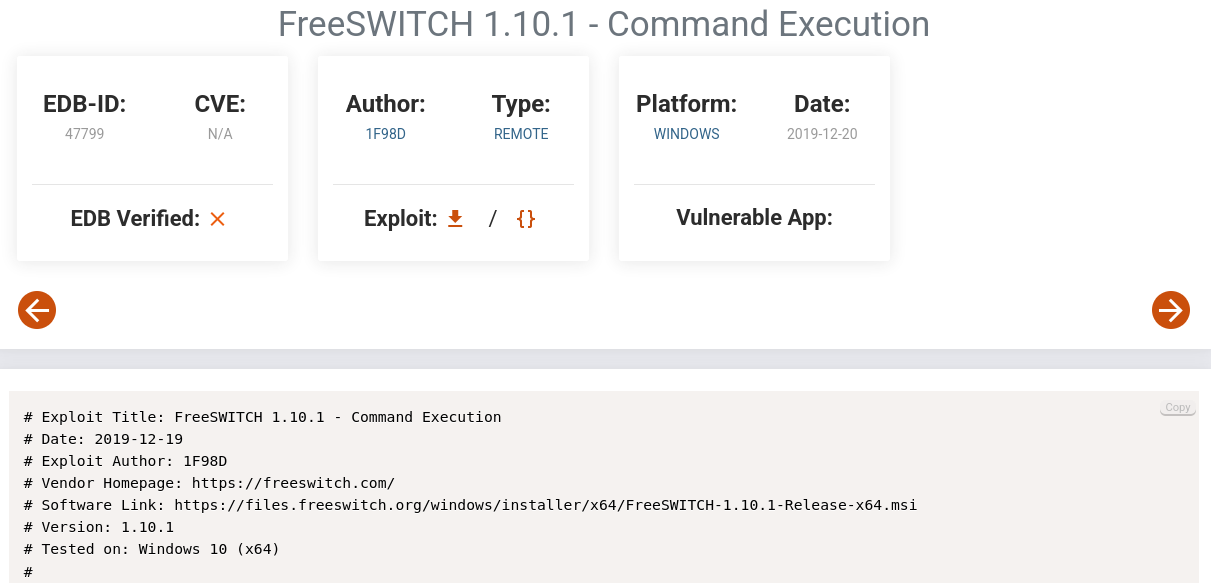 FreeSWITCH 1.10.1 - Command Execution
EDB-ID: CVE:
47799 N/A
EDB Verified: ×
Author: Type:
1F98D REMOTE
Exploit: / {}
Platform: Date:
WINDOWS 2019-12-20
Vulnerable App:
Copy
# Exploit Title: FreeSWITCH 1.10.1 - Command Execution
# Date: 2019-12-19
# Exploit Author: 1F98D
# Vendor Homepage: https://freeswitch.com/
# Software Link: https://files.freeswitch.org/windows/installer/x64/FreeSWITCH-1.10.1-Release-x64.msi
# Version: 1.10.1
# Tested on: Windows 10 (x64)
#